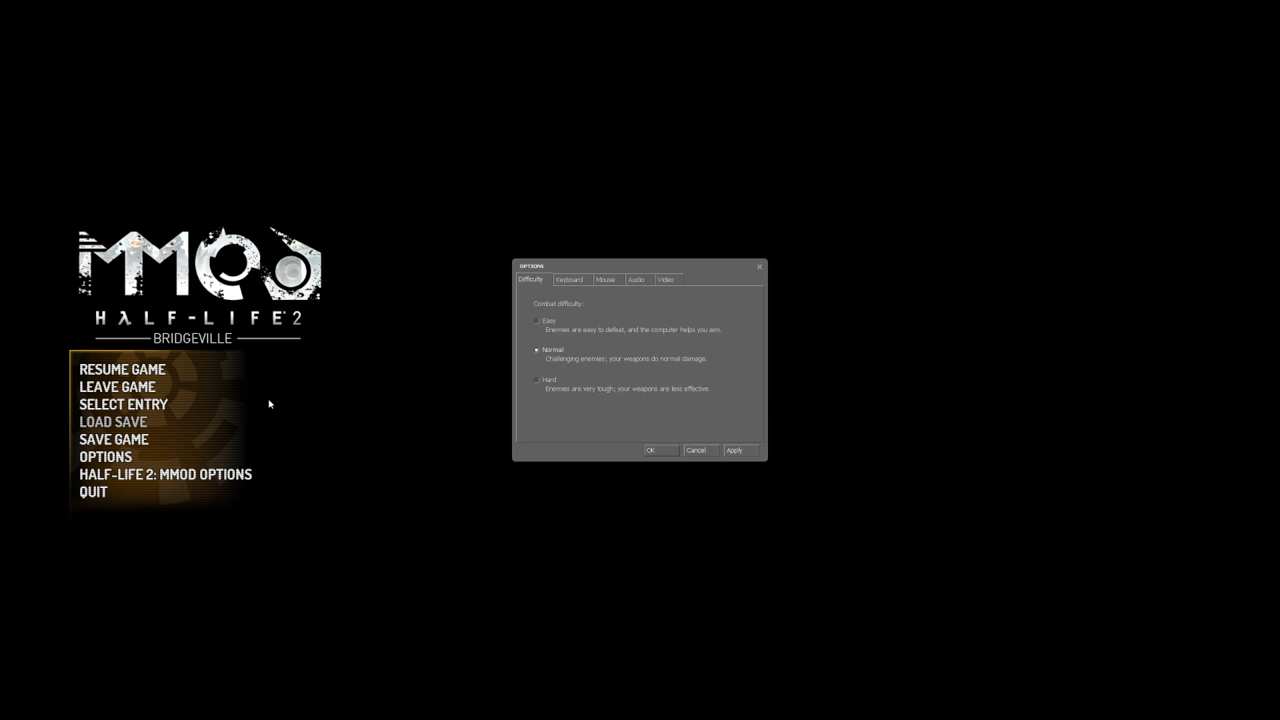 MMOD
HALF-LIFE 2
BRIDGEVILLE
RESUME GAME
LEAVE GAME
SELECT ENTRY
LOAD SAVE
SAVE GAME
OPTIONS
HALF-LIFE 2: MMOD OPTIONS
QUIT
OPTIONS
Difficulty Keyboard Mouse Audio Video
Combat difficulty:
Easy
Enemies are easy to defeat, and the computer helps you aim.
Normal
Challenging enemies; your weapons do normal damage.
Hard
Enemies are very tough; your weapons are less effective.
OK Cancel Apply